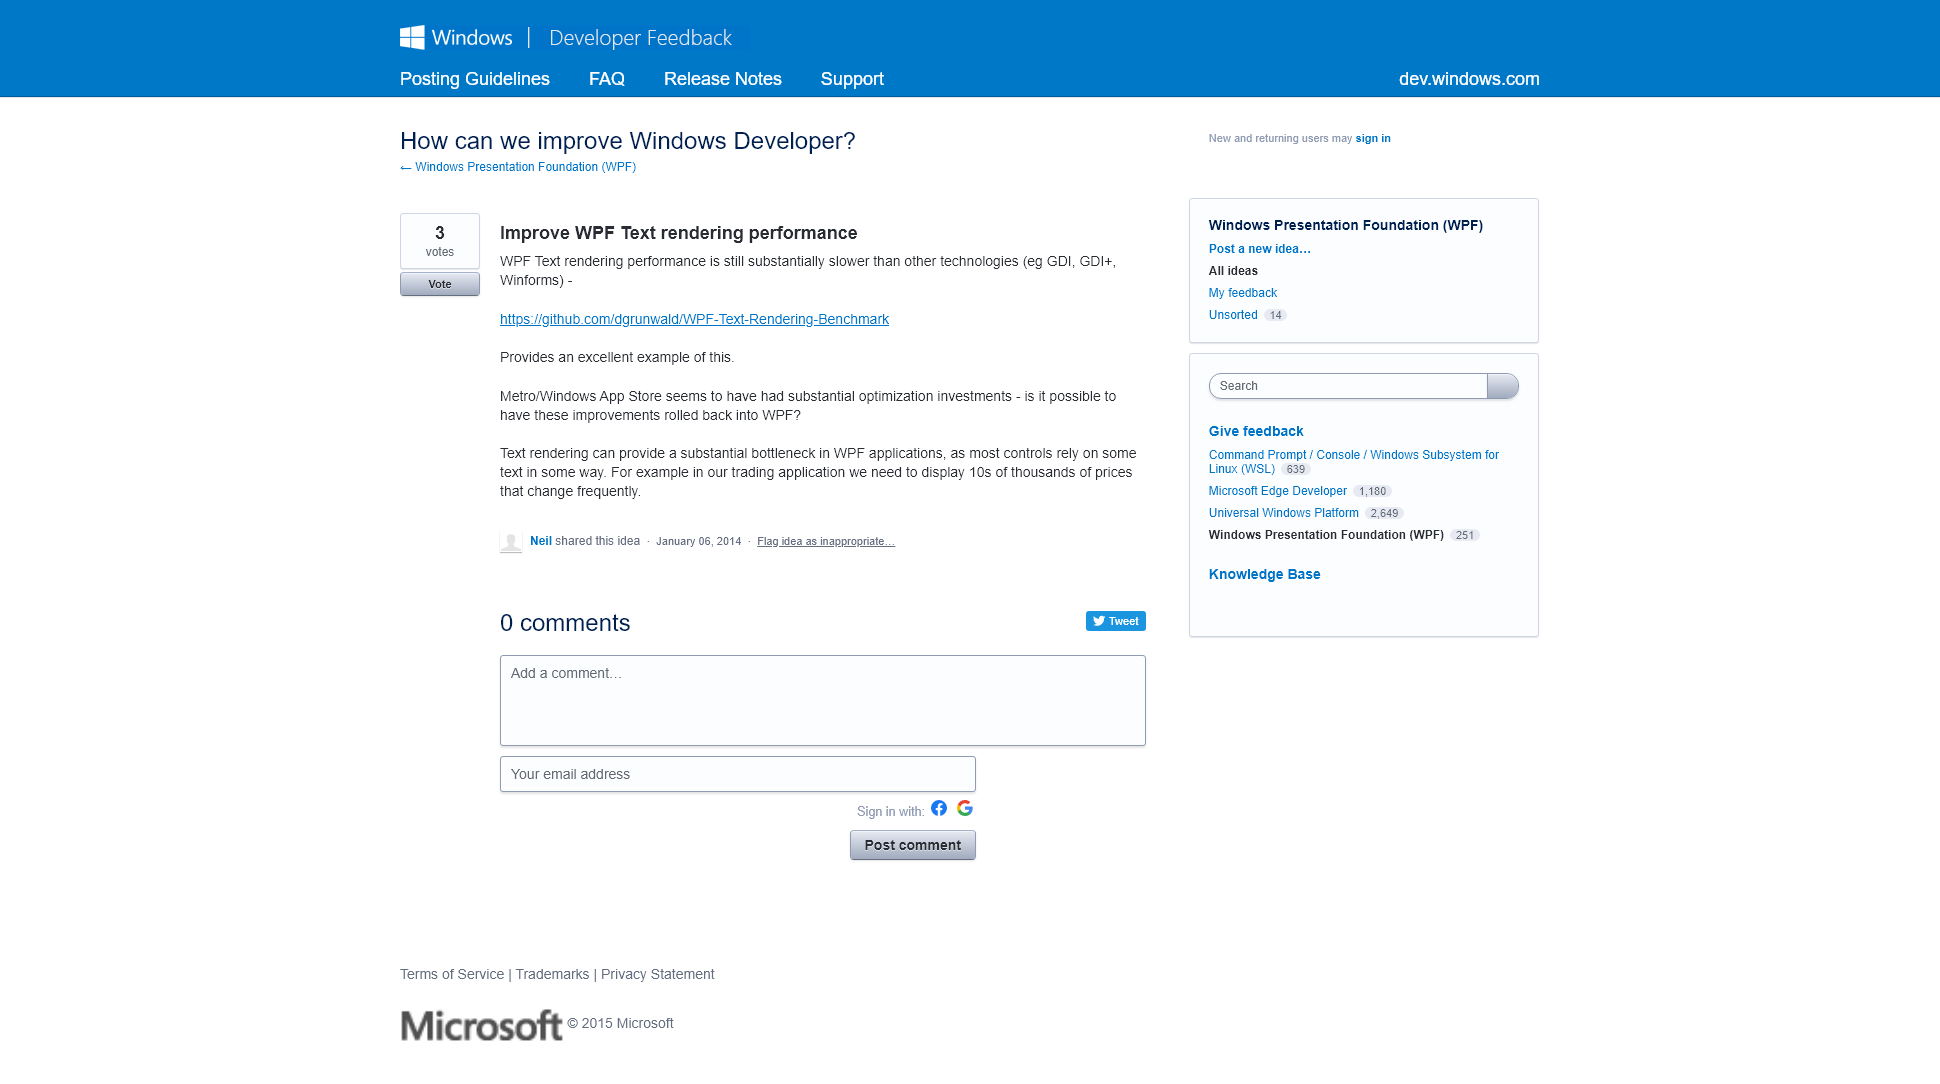 Windows | Developer Feedback
Posting Guidelines FAQ Release Notes Support dev.windows.com
How can we improve Windows Developer?
← Windows Presentation Foundation (WPF)
New and returning users may sign in
3
votes
Vote
Improve WPF Text rendering performance
WPF Text rendering performance is still substantially slower than other technologies (eg GDI, GDI+,
Winforms) -
https://github.com/dgrunwald/WPF-Text-Rendering-Benchmark
Provides an excellent example of this.
Metro/Windows App Store seems to have had substantial optimization investments - is it possible to
have these improvements rolled back into WPF?
Text rendering can provide a substantial bottleneck in WPF applications, as most controls rely on some
text in some way. For example in our trading application we need to display 10s of thousands of prices
that change frequently.
Neil shared this idea · January 06, 2014 · Flag idea as inappropriate…
0 comments
Tweet
Add a comment…
Your email address
Sign in with:
Post comment
Windows Presentation Foundation (WPF)
Post a new idea…
All ideas
My feedback
Unsorted 14
Search
Give feedback
Command Prompt / Console / Windows Subsystem for
Linux (WSL) 639
Microsoft Edge Developer 1,180
Universal Windows Platform 2,649
Windows Presentation Foundation (WPF) 251
Knowledge Base
Terms of Service | Trademarks | Privacy Statement
Microsoft © 2015 Microsoft